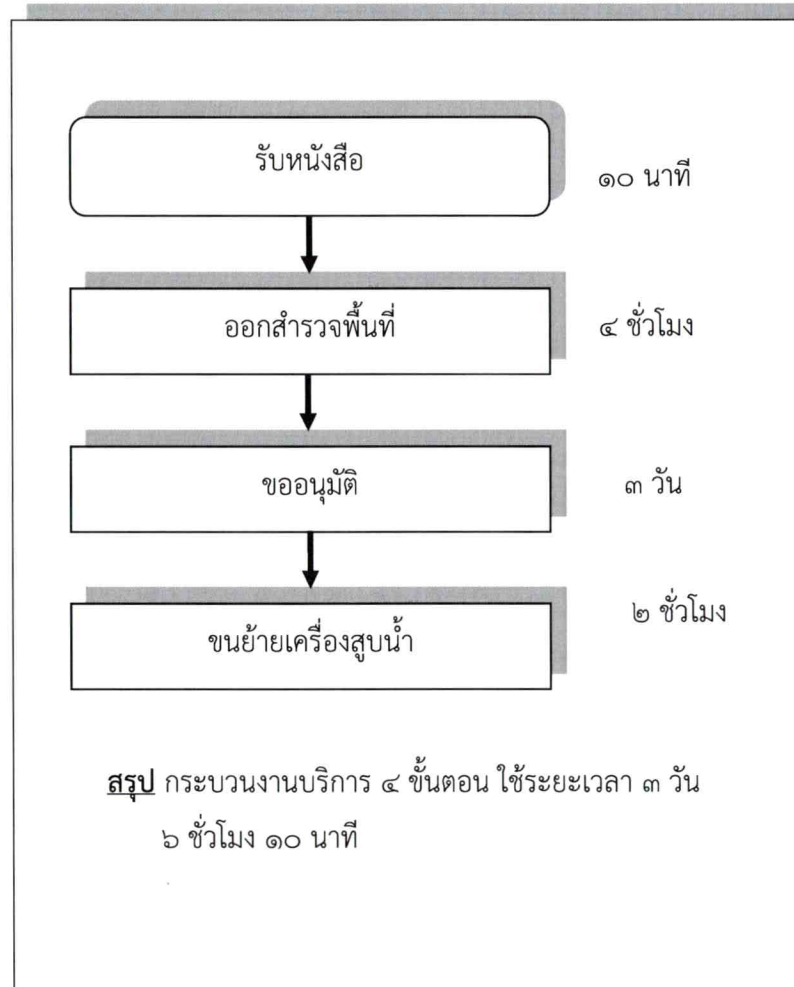 รับหนังสือ
๑๐ นาที
ออกสำรวจพื้นที่
๔ ชั่วโมง
ขออนุมัติ
๓ วัน
ขนย้ายเครื่องสูบน้ำ
๒ ชั่วโมง
สรุป กระบวนงานบริการ ๔ ขั้นตอน ใช้ระยะเวลา ๓ วัน
๖ ชั่วโมง ๑๐ นาที